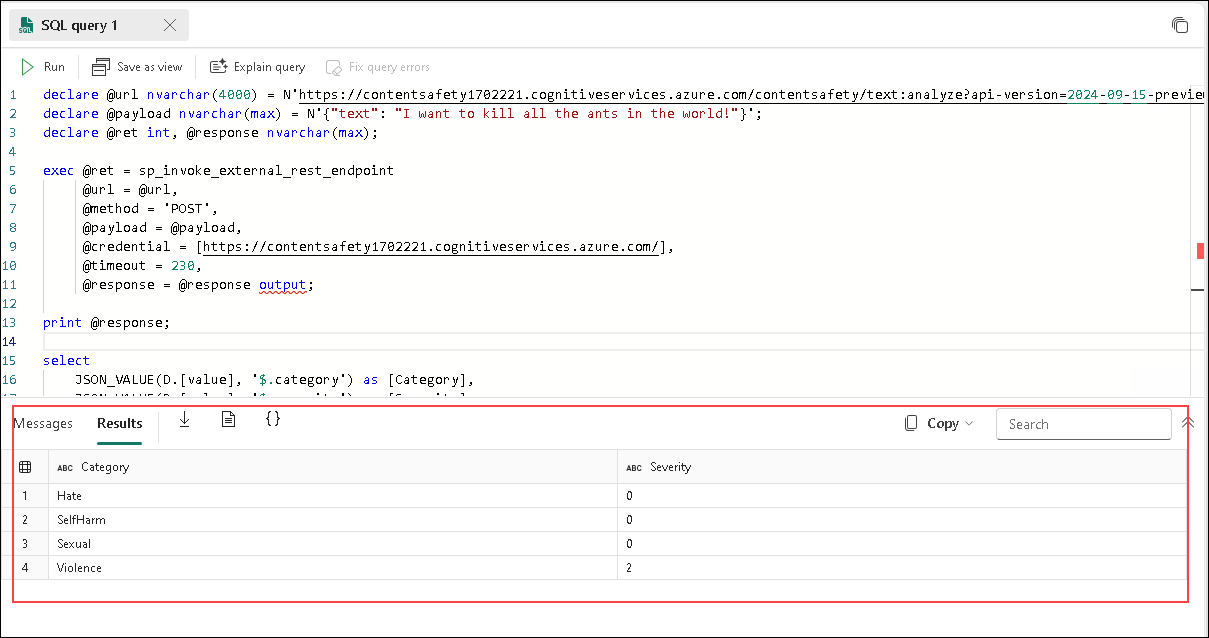 SQL query 1
Run Save as view Explain query Fix query errors
1 declare @url nvarchar(4000) = N'https://contentsafety1702221.cognitiveservices.azure.com/contentsafety/text:analyze?api-version=2024-09-15-preview
2 declare @payload nvarchar(max) = N'{"text": "I want to kill all the ants in the world!"}';
3 declare @ret int, @response nvarchar(max);
4
5 exec @ret = sp_invoke_external_rest_endpoint
6 @url = @url,
7 @method = 'POST',
8 @payload = @payload,
9 @credential = [https://contentsafety1702221.cognitiveservices.azure.com/],
10 @timeout = 230,
11 @response = @response output;
12
13 print @response;
14
15 select
16 JSON_VALUE(D.[value], '$.category') as [Category],
Messages Results {} Copy Search
ABC Category ABC Severity
1 Hate 0
2 SelfHarm 0
3 Sexual 0
4 Violence 2